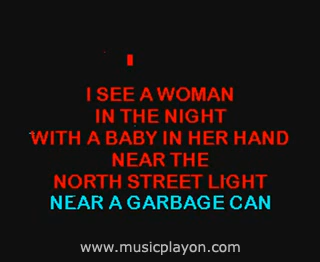 I SEE A WOMAN
IN THE NIGHT
WITH A BABY IN HER HAND
NEAR THE
NORTH STREET LIGHT
NEAR A GARBAGE CAN
www.musicplayon.com